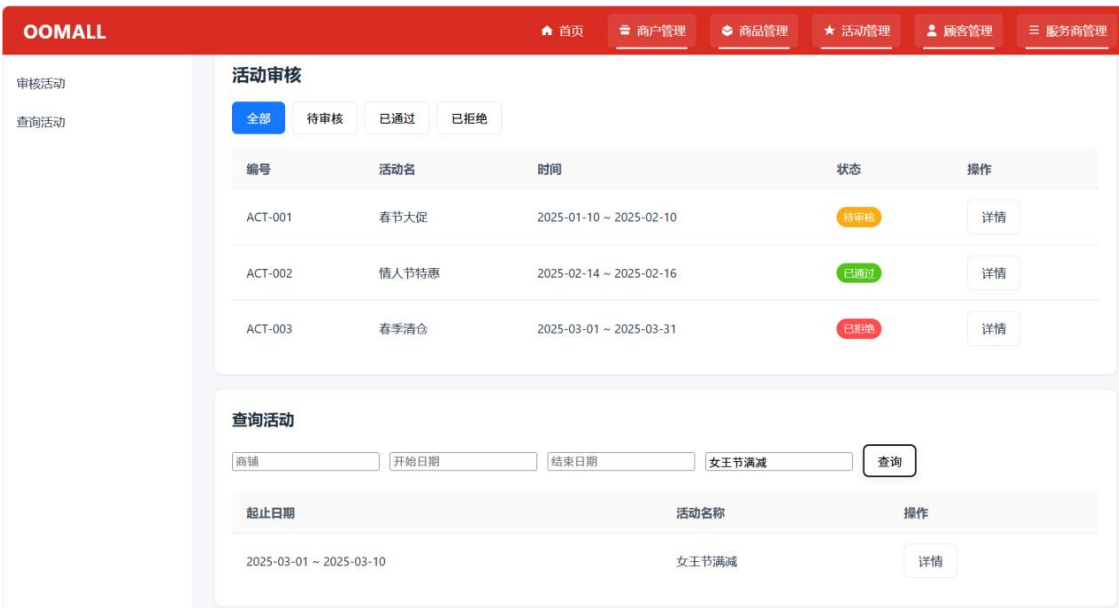 OOMALL 首页 商户管理 商品管理 活动管理 顾客管理 服务商管理
审核活动
查询活动
活动审核
全部 待审核 已通过 已拒绝
编号 活动名 时间 状态 操作
ACT-001 春节大促 2025-01-10 ~ 2025-02-10 待审核 详情
ACT-002 情人节特惠 2025-02-14 ~ 2025-02-16 已通过 详情
ACT-003 春季清仓 2025-03-01 ~ 2025-03-31 已拒绝 详情
查询活动
商铺 开始日期 结束日期 女王节满减 查询
起止日期 活动名称 操作
2025-03-01 ~ 2025-03-10 女王节满减 详情